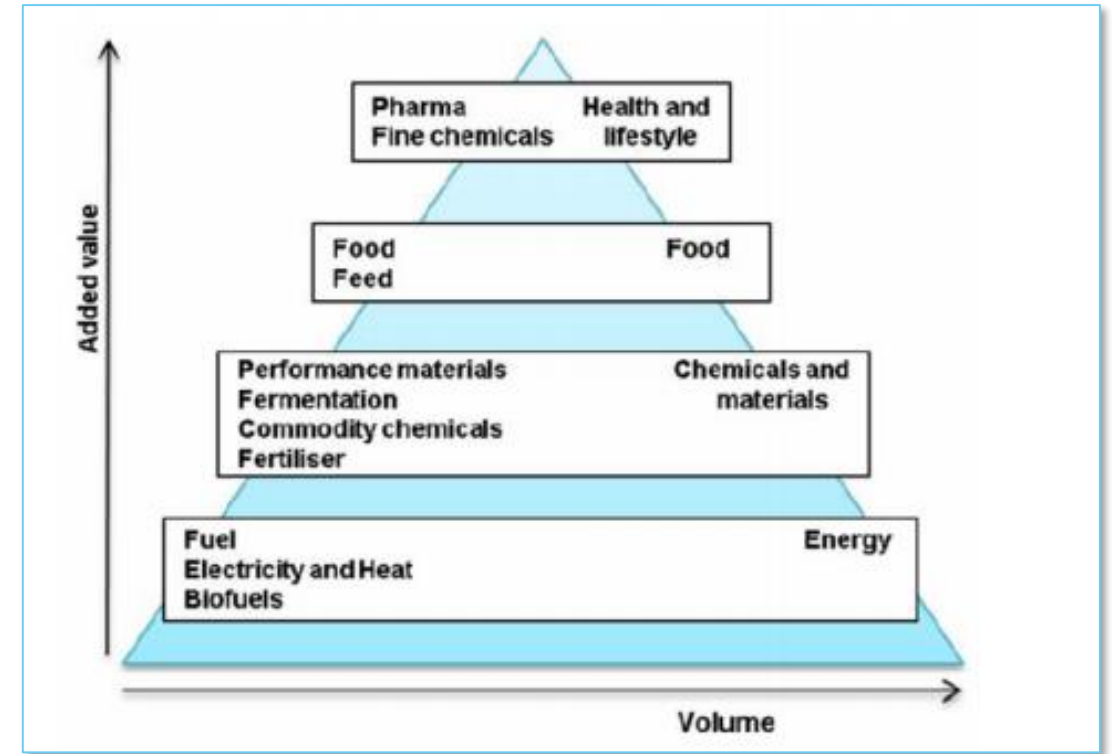 Added value
Pharma
Fine chemicals
Health and
lifestyle
Food
Feed
Food
Performance materials
Fermentation
Commodity chemicals
Fertiliser
Chemicals and
materials
Fuel
Electricity and Heat
Biofuels
Energy
Volume